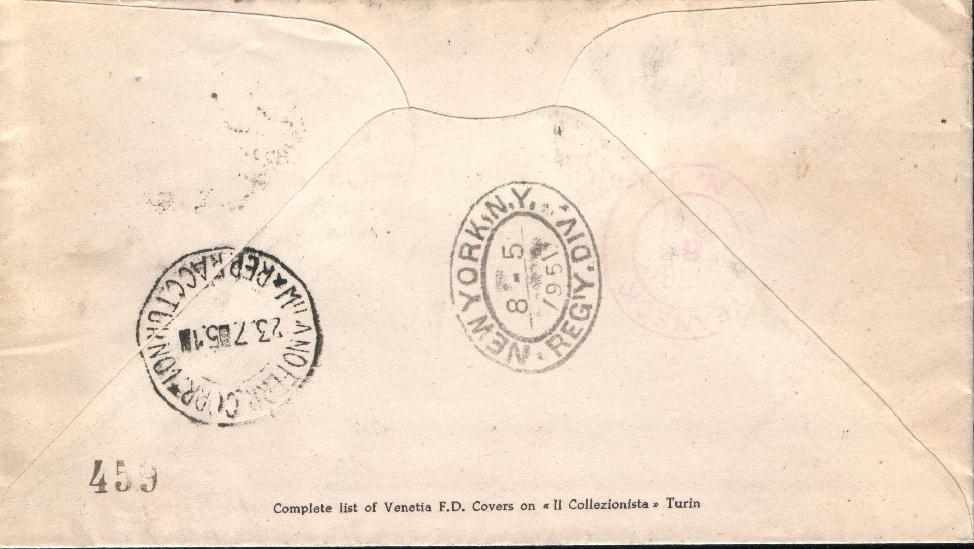 NEW YORK, N.Y. REG'Y. DIV.
8-5
1951
MILANO FERR. CORR.
REP. RACC.
23.7 51
459
Complete list of Venetia F.D. Covers on « Il Collezionista » Turin